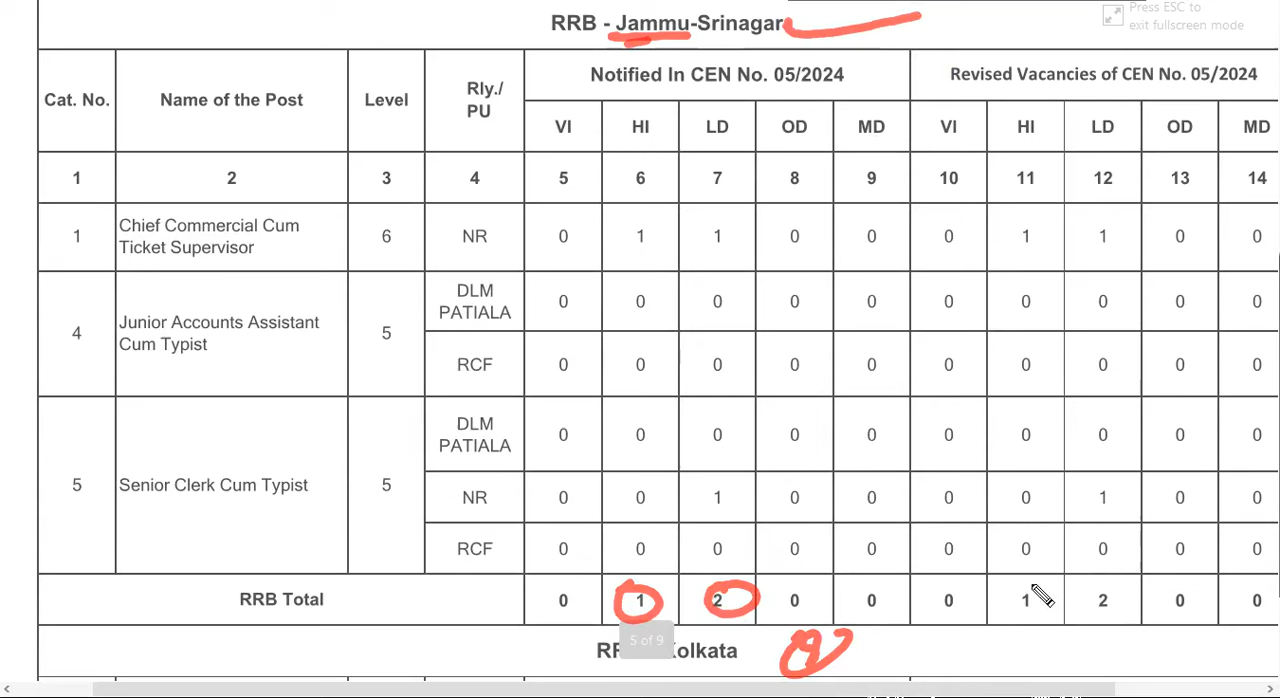 Press ESC to
exit fullscreen mode
RRB - Jammu-Srinagar
Cat. No. Name of the Post Level Rly./ PU Notified In CEN No. 05/2024 Revised Vacancies of CEN No. 05/2024
VI HI LD OD MD VI HI LD OD MD
1 2 3 4 5 6 7 8 9 10 11 12 13 14
1 Chief Commercial Cum Ticket Supervisor 6 NR 0 1 1 0 0 0 1 1 0 0
4 Junior Accounts Assistant Cum Typist 5 DLM PATIALA 0 0 0 0 0 0 0 0 0 0
RCF 0 0 0 0 0 0 0 0 0 0
5 Senior Clerk Cum Typist 5 DLM PATIALA 0 0 0 0 0 0 0 0 0 0
NR 0 0 1 0 0 0 0 1 0 0
RCF 0 0 0 0 0 0 0 0 0 0
RRB Total 0 1 2 0 0 0 1 2 0 0
5 of 9
Kolkata